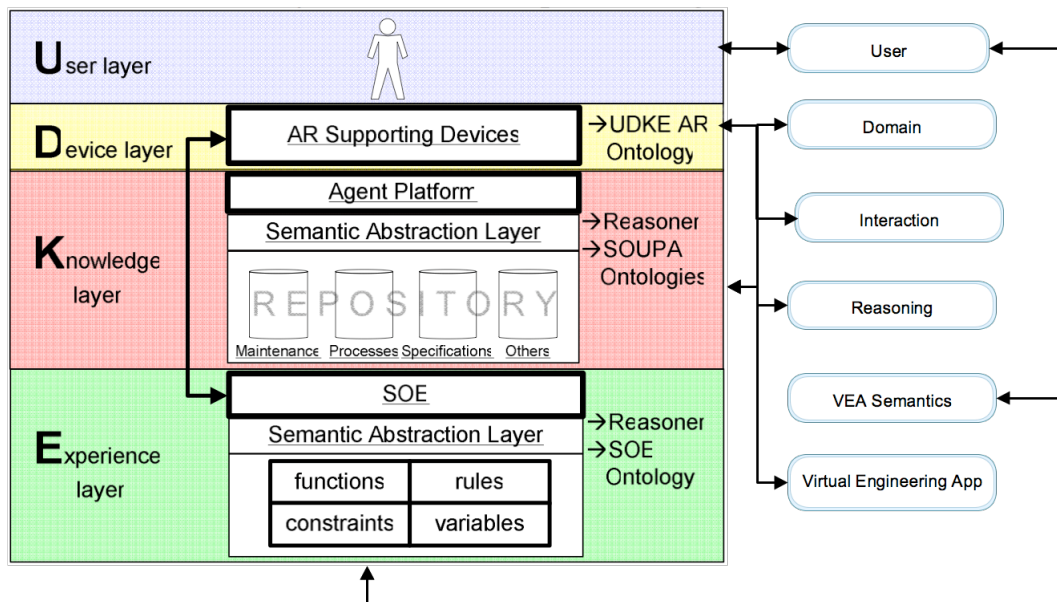 User layer
Device layer
AR Supporting Devices
→UDKE AR
Ontology
Knowledge
layer
Agent Platform
Semantic Abstraction Layer
REPOSITORY
Maintenance Processes Specifications Others
→Reasoner
→SOUPA
Ontologies
Experience
layer
SOE
Semantic Abstraction Layer
functions rules
constraints variables
→Reasoner
→SOE
Ontology
User
Domain
Interaction
Reasoning
VEA Semantics
Virtual Engineering App